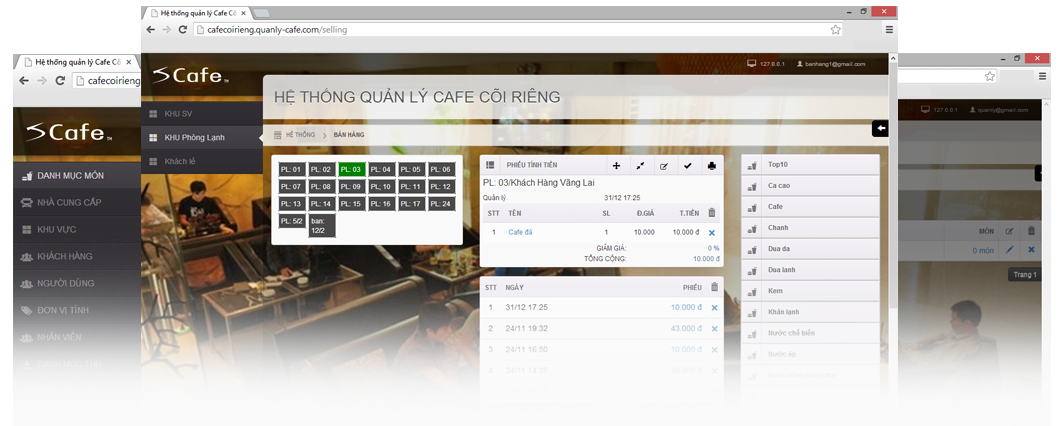 Hệ thống quản lý Cafe Cõ
cafecoirieng.quanly-cafe.com/selling
SCafe™
127.0.0.1
banhang1@gmail.com
HỆ THỐNG QUẢN LÝ CAFE CÕI RIÊNG
HỆ THỐNG
BÁN HÀNG
KHU SV
KHU Phòng Lạnh
Khách lẻ
PL: 01 PL: 02 PL: 03 PL: 04 PL: 05 PL: 06
PL: 07 PL: 08 PL: 09 PL: 10 PL: 11 PL: 12
PL: 13 PL: 14 PL: 15 PL: 16 PL: 17 PL: 24
PL: 5/2 ban: 12/2
PHIẾU TÍNH TIỀN
PL: 03/Khách Hàng Vãng Lai
Quản lý 31/12 17:25
STT TÊN SL Đ.GIÁ T.TIỀN
1 Cafe đá 1 10.000 10.000 đ
GIẢM GIÁ: 0 %
TỔNG CỘNG: 10.000 đ
STT NGÀY PHIẾU
1 31/12 17:25 10.000 đ
2 24/11 19:32 43.000 đ
3 24/11 16:50 10.000 đ
Top10
Ca cao
Cafe
Chanh
Dua da
Dua lanh
Kem
Khăn lạnh
Nước chế biến
Nước ép
Hệ thống quản lý Cafe Cõ
cafecoirieng
SCafe™
DANH MỤC MÓN
NHÀ CUNG CẤP
KHU VỰC
KHÁCH HÀNG
NGƯỜI DÙNG
ĐƠN VỊ TÍNH
NHÂN VIÊN
127.0.0.1
quanly@gmail.com
MÓN
0 món
Trang 1